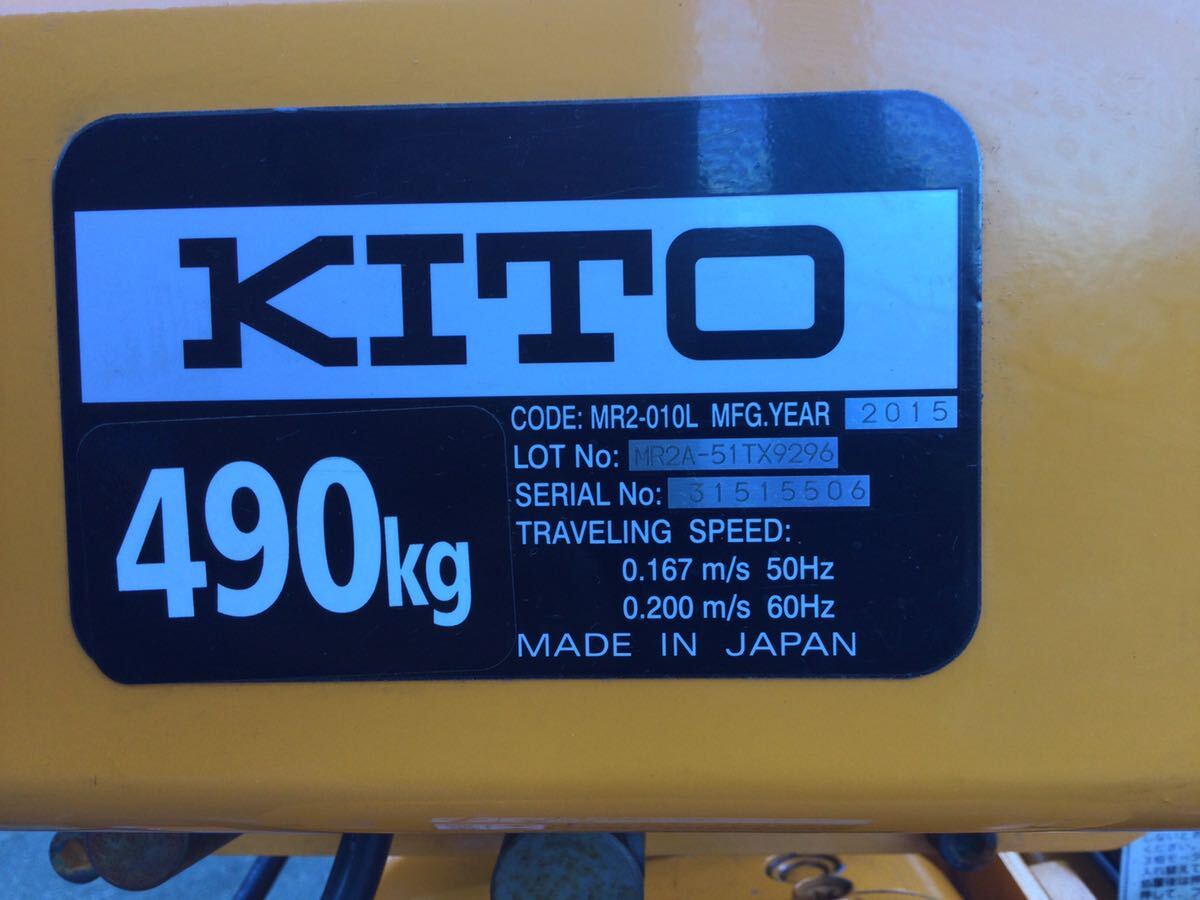 KITO
490kg
CODE: MR2-010L MFG.YEAR 2015
LOT No: MR2A-51TX9296
SERIAL No: 31515506
TRAVELING SPEED:
0.167 m/s 50Hz
0.200 m/s 60Hz
MADE IN JAPAN